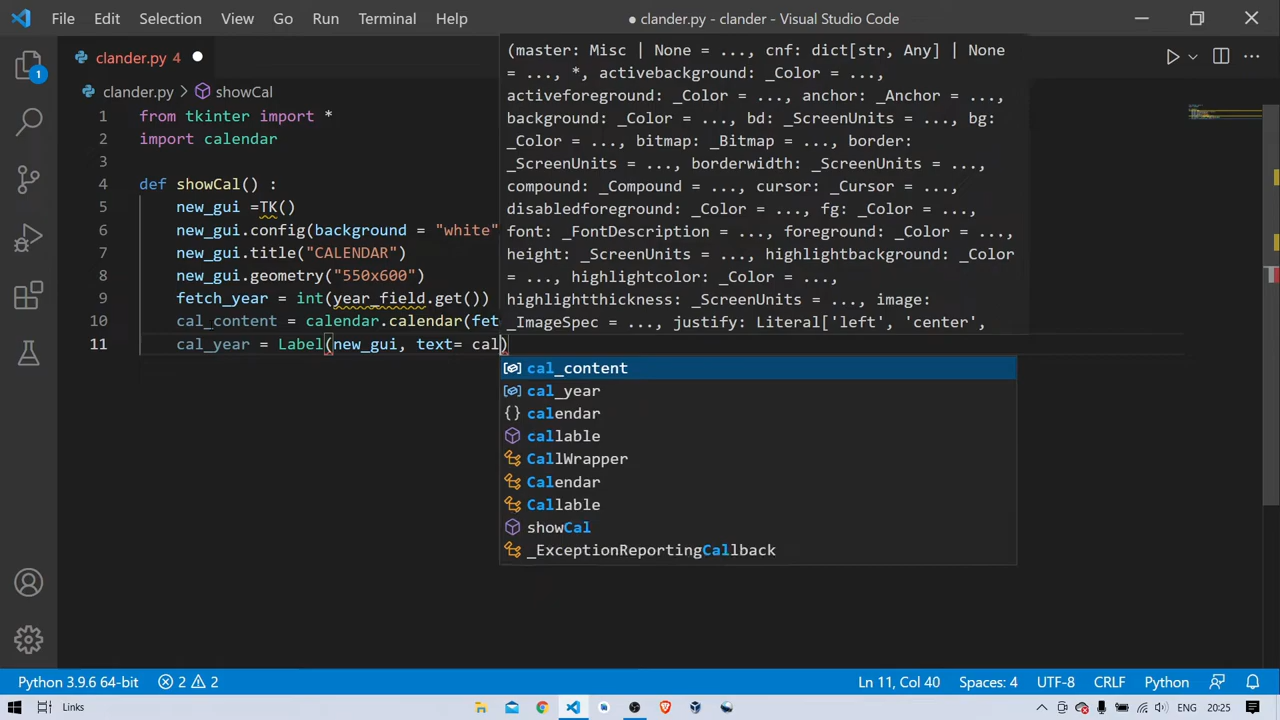 File Edit Selection View Go Run Terminal Help
● clander.py - clander - Visual Studio Code
1
clander.py 4
clander.py > showCal
1 from tkinter import *
2 import calendar
3
4 def showCal() :
5 new_gui =TK()
6 new_gui.config(background = "white"
7 new_gui.title("CALENDAR")
8 new_gui.geometry("550x600")
9 fetch_year = int(year_field.get())
10 cal_content = calendar.calendar(fet
11 cal_year = Label(new_gui, text= cal)
(master: Misc | None = ..., cnf: dict[str, Any] | None
= ..., *, activebackground: _Color = ...,
activeforeground: _Color = ..., anchor: _Anchor = ...,
background: _Color = ..., bd: _ScreenUnits = ..., bg:
_Color = ..., bitmap: _Bitmap = ..., border:
_ScreenUnits = ..., borderwidth: _ScreenUnits = ...,
compound: _Compound = ..., cursor: _Cursor = ...,
disabledforeground: _Color = ..., fg: _Color = ...,
font: _FontDescription = ..., foreground: _Color = ...,
height: _ScreenUnits = ..., highlightbackground: _Color
= ..., highlightcolor: _Color = ...,
highlightthickness: _ScreenUnits = ..., image:
_ImageSpec = ..., justify: Literal['left', 'center',
cal_content
cal_year
calendar
callable
CallWrapper
Calendar
Callable
showCal
_ExceptionReportingCallback
Python 3.9.6 64-bit 2 2 Ln 11, Col 40 Spaces: 4 UTF-8 CRLF Python
Links 20:25